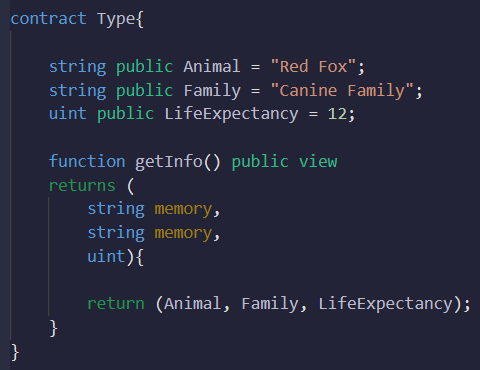 contract Type{
string public Animal = "Red Fox";
string public Family = "Canine Family";
uint public LifeExpectancy = 12;
function getInfo() public view
returns (
string memory,
string memory,
uint){
return (Animal, Family, LifeExpectancy);
}
}